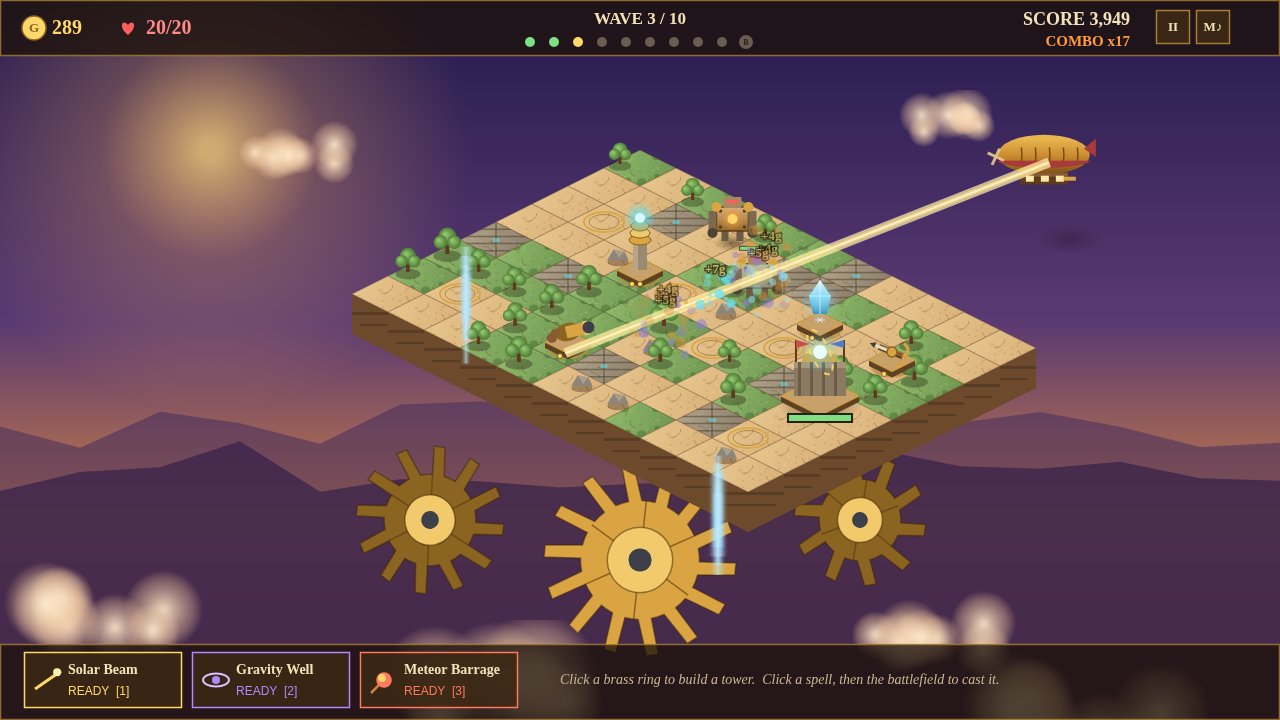 G 289
20/20
WAVE 3 / 10
B
SCORE 3,949
COMBO x17
II
M♪
+4g
+7g
Solar Beam
READY [1]
Gravity Well
READY [2]
Meteor Barrage
READY [3]
Click a brass ring to build a tower. Click a spell, then the battlefield to cast it.